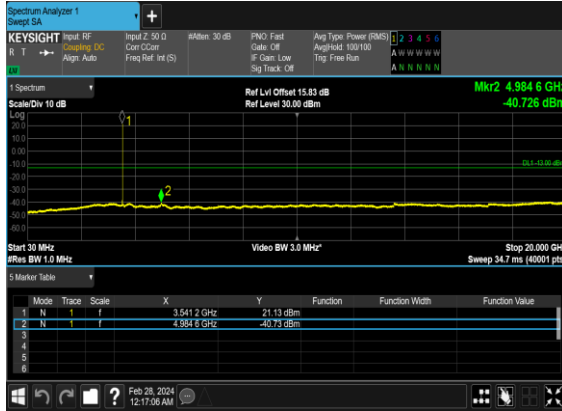 Spectrum Analyzer 1
Swept SA
+
KEYSIGHT Input: RF Input Z: 50 Ω #Atten: 30 dB PNO: Fast Avg Type: Power (RMS) 1 2 3 4 5 6
R T Coupling: DC Corr CCorr Gate: Off Avg|Hold: 100/100 A W W W W W
Align: Auto Freq Ref: Int (S) IF Gain: Low Trig: Free Run
Sig Track: Off A N N N N N
1 Spectrum Ref Lvl Offset 15.83 dB Mkr2 4.984 6 GHz
Scale/Div 10 dB Ref Level 30.00 dBm -40.726 dBm
Log
20.0
10.0
0.00
-10.0 DL1 -13.00 dBm
-20.0
-30.0
-40.0
-50.0
-60.0
1
2
Start 30 MHz Video BW 3.0 MHz* Stop 20.000 GHz
#Res BW 1.0 MHz Sweep 34.7 ms (40001 pts)
5 Marker Table
Mode Trace Scale X Y Function Function Width Function Value
1 N 1 f 3.541 2 GHz 21.13 dBm
2 N 1 f 4.984 6 GHz -40.73 dBm
3
4
5
6
? Feb 28, 2024
12:17:06 AM